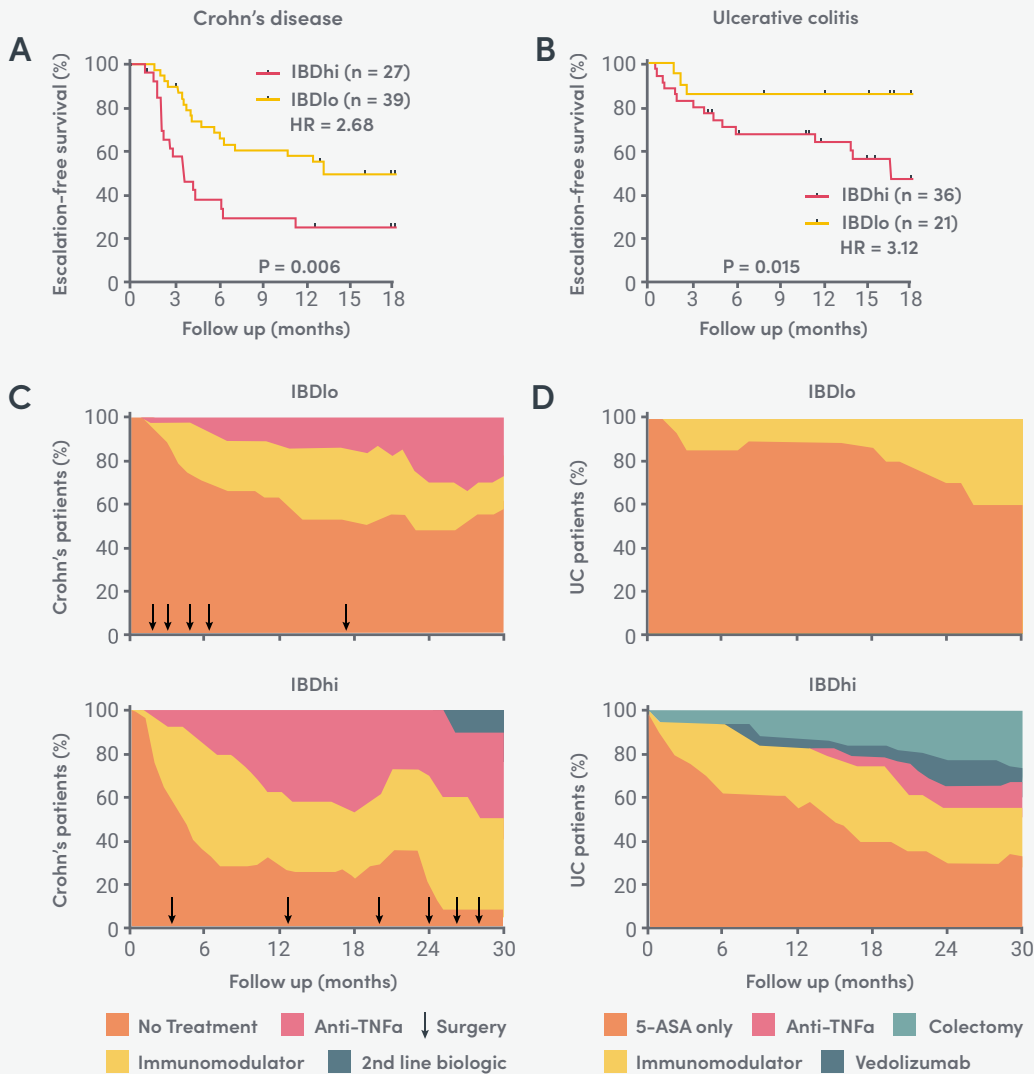 Crohn’s disease
Ulcerative colitis
A
Escalation-free survival (%)
100
80
60
40
20
0
IBDhi (n = 27)
IBDlo (n = 39)
HR = 2.68
P = 0.006
0 3 6 9 12 15 18
Follow up (months)
B
Escalation-free survival (%)
100
80
60
40
20
0
IBDhi (n = 36)
IBDlo (n = 21)
HR = 3.12
P = 0.015
0 3 6 9 12 15 18
Follow up (months)
C
IBDlo
Crohn’s patients (%)
100
80
60
40
20
0
0 6 12 18 24 30
IBDhi
Crohn’s patients (%)
100
80
60
40
20
0
Follow up (months)
No Treatment
Anti-TNFa
Surgery
Immunomodulator
2nd line biologic
D
IBDlo
UC patients (%)
100
80
60
40
20
0
IBDhi
UC patients (%)
100
80
60
40
20
0
0 6 12 18 24 30
Follow up (months)
5-ASA only
Anti-TNFa
Colectomy
Immunomodulator
Vedolizumab